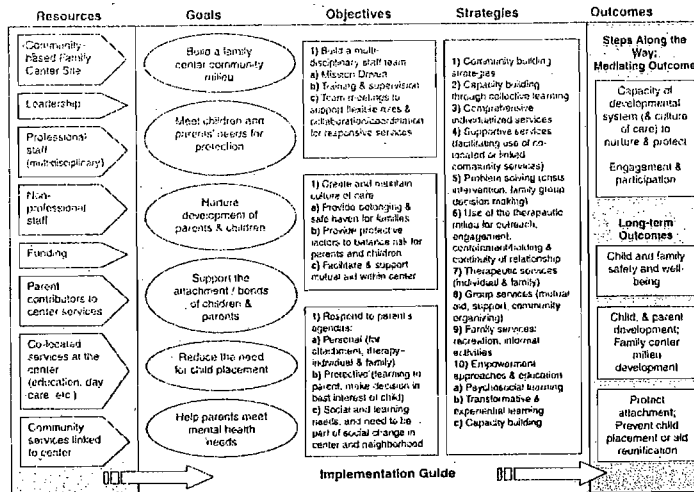 Resources
Goals
Objectives
Strategies
Outcomes
Community-
based Family
Center Site
Leadership
Professional
staff
(multidisciplinary)
Non-
professional
staff
Funding
Parent
contributors to
center services
Co-located
services at the
center
(education, day
care, etc.)
Community
services linked
to center
Build a family
center community
milieu
Meet children and
parents' needs for
protection
Nurture
development of
parents & children
Support the
attachment / bonds
of children &
parents
Reduce the need
for child placement
Help parents meet
mental health
needs
1) Build a multi-
disciplinary staff team
a) Mission Driven
b) Training & supervision
c) Team meetings to
support flexible roles &
collaboration/coordination
for responsive services
1) Create and maintain
culture of care
a) Provide belonging &
safe haven for families
b) Provide protective
factors to balance risk for
parents and children
c) Facilitate & support
mutual aid within center
1) Respond to parent's
agendas:
a) Personal (for
attachment, therapy-
individual & family)
b) Protective (learning to
parent, make decision in
best interest of child)
c) Social and learning
needs, and need to be
part of social change in
center and neighborhood
1) Community building
strategies
2) Capacity building
through collective learning
3) Comprehensive
individualized services
4) Supportive services
(facilitating use of co-
located or linked
community services)
5) Problem solving (crisis
intervention, family group
decision making)
6) Use of the therapeutic
milieu for outreach,
engagement,
containment/holding &
continuity of relationship
7) Therapeutic services
(individual & family)
8) Group services (mutual
aid, support, community
organizing)
9) Family services:
recreation, informal
activities
10) Empowerment
approaches & education
a) Psychosocial learning
b) Transformative &
experiential learning
c) Capacity building
Steps Along the
Way:
Mediating Outcome
Capacity of
developmental
system (& culture
of care) to
nurture & protect
Engagement &
participation
Long-term
Outcomes
Child and family
safety and well-
being
Child, & parent
development;
Family center
milieu
development
Protect
attachment;
Prevent child
placement or aid
reunification
Implementation Guide